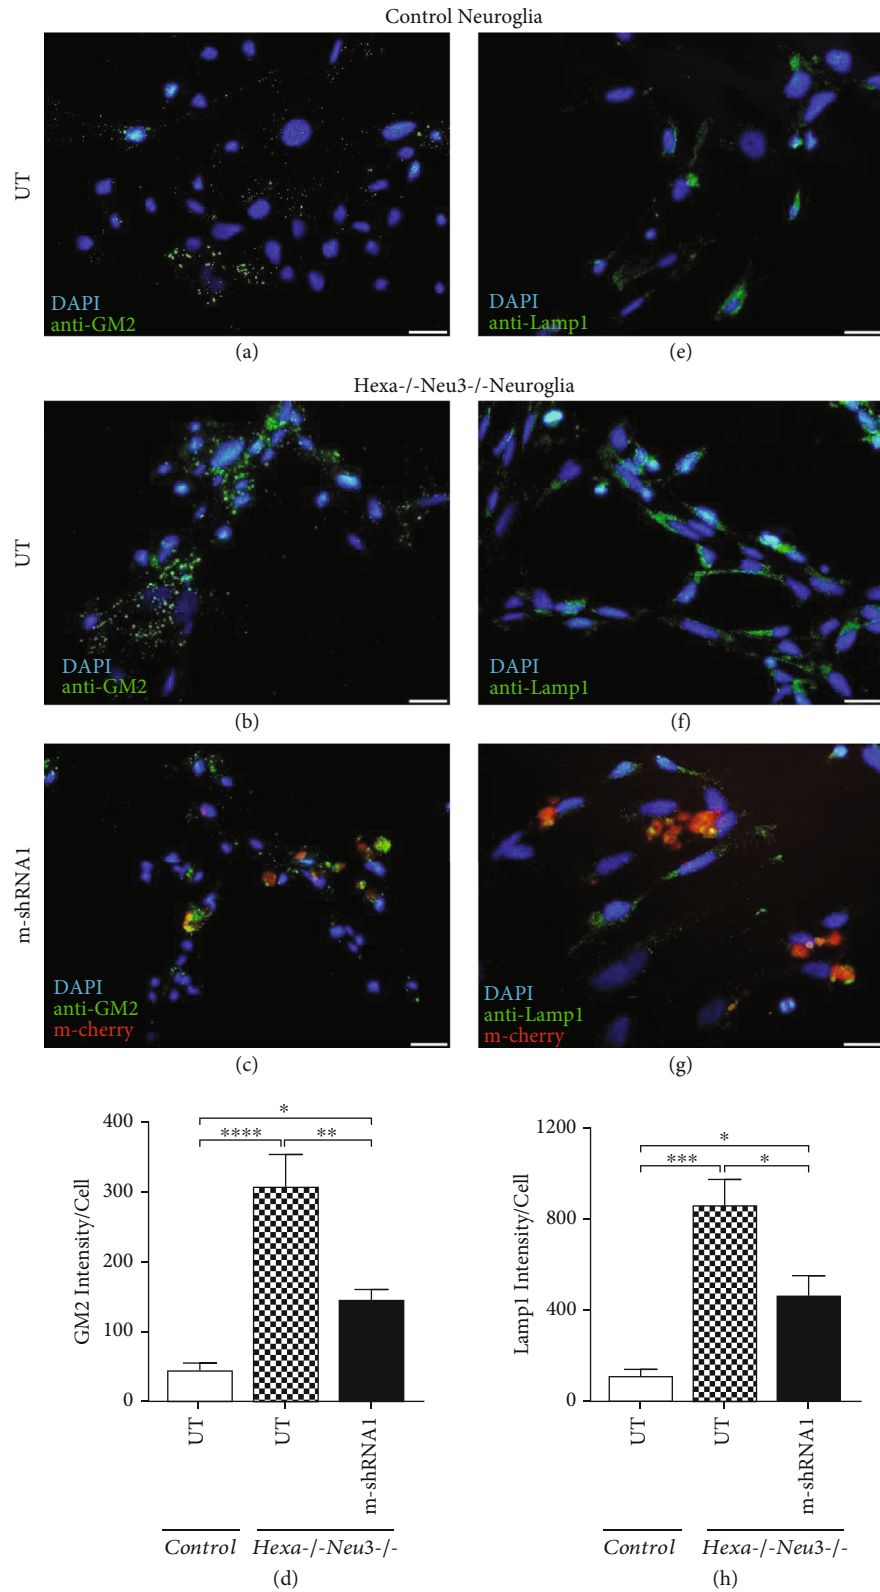 Control Neuroglia
UT
DAPI
anti-GM2
(a)
DAPI
anti-Lamp1
(e)
Hexa-/-Neu3-/-Neuroglia
UT
DAPI
anti-GM2
(b)
DAPI
anti-Lamp1
(f)
m-shRNA1
DAPI
anti-GM2
m-cherry
(c)
DAPI
anti-Lamp1
m-cherry
(g)
GM2 Intensity/Cell
400
300
200
100
0
*
**** **
UT
UT
m-shRNA1
Control Hexa-/-Neu3-/-
(d)
Lamp1 Intensity/Cell
1200
800
400
0
*
*** *
UT
UT
m-shRNA1
Control Hexa-/-Neu3-/-
(h)